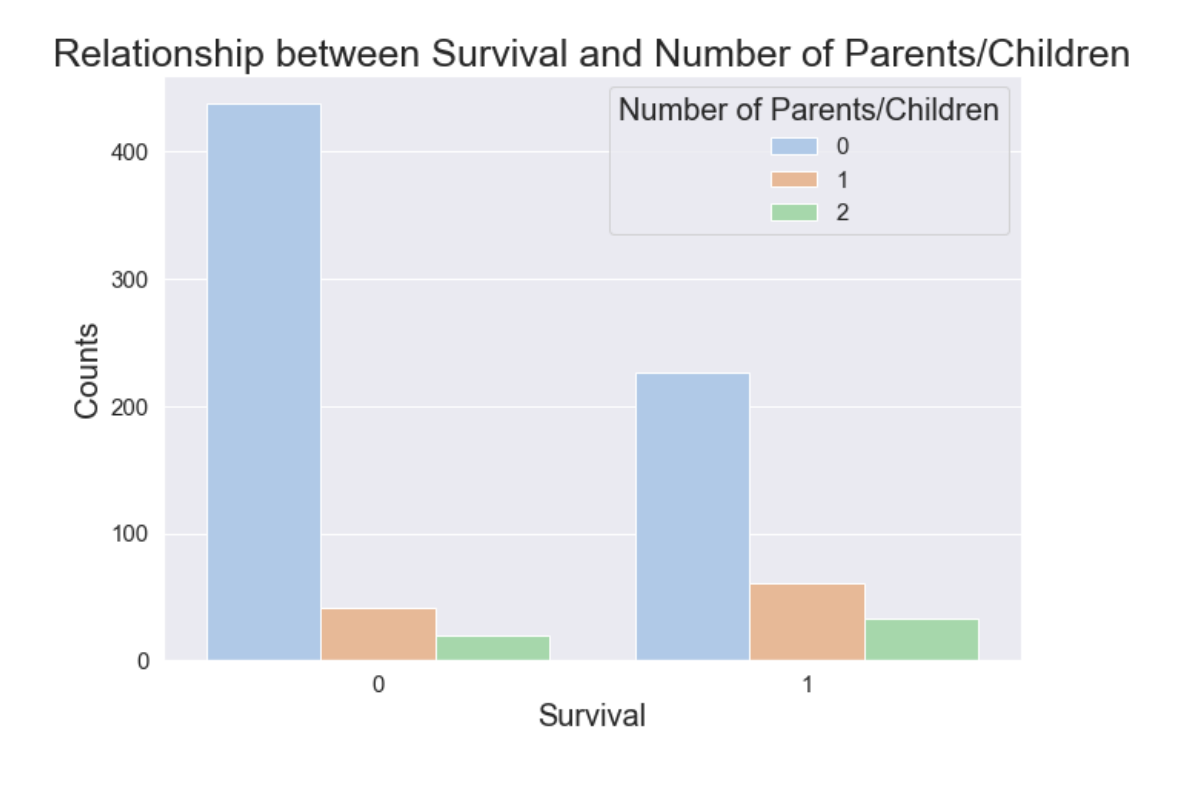 Relationship between Survival and Number of Parents/Children
Number of Parents/Children
0
1
2
400
300
200
100
0
Counts
0 1
Survival